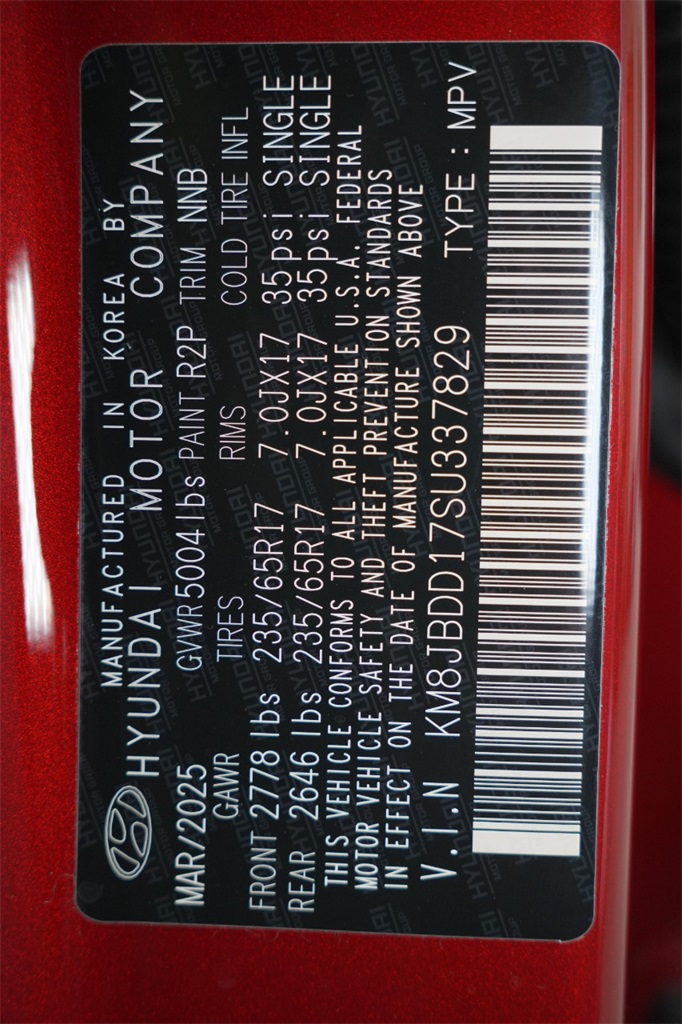 MANUFACTURED IN KOREA BY
HYUNDAI MOTOR COMPANY
MAR/2025 GVWR5004lbs PAINT R2P TRIM NNB
GAWR TIRES RIMS COLD TIRE INFL
FRONT 2778 lbs 235/65R17 7.0JX17 35psi SINGLE
REAR 2646 lbs 235/65R17 7.0JX17 35psi SINGLE
THIS VEHICLE CONFORMS TO ALL APPLICABLE U.S.A. FEDERAL
MOTOR VEHICLE SAFETY AND THEFT PREVENTION STANDARDS
IN EFFECT ON THE DATE OF MANUFACTURE SHOWN ABOVE
V.I.N KM8JBDD17SU337829 TYPE : MPV